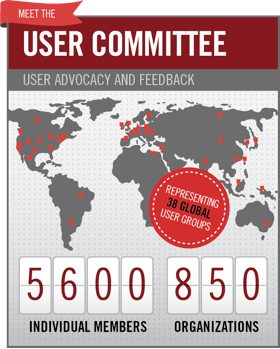 MEET THE
USER COMMITTEE
USER ADVOCACY AND FEEDBACK
REPRESENTING
38 GLOBAL
USER GROUPS
5600 850
INDIVIDUAL MEMBERS ORGANIZATIONS